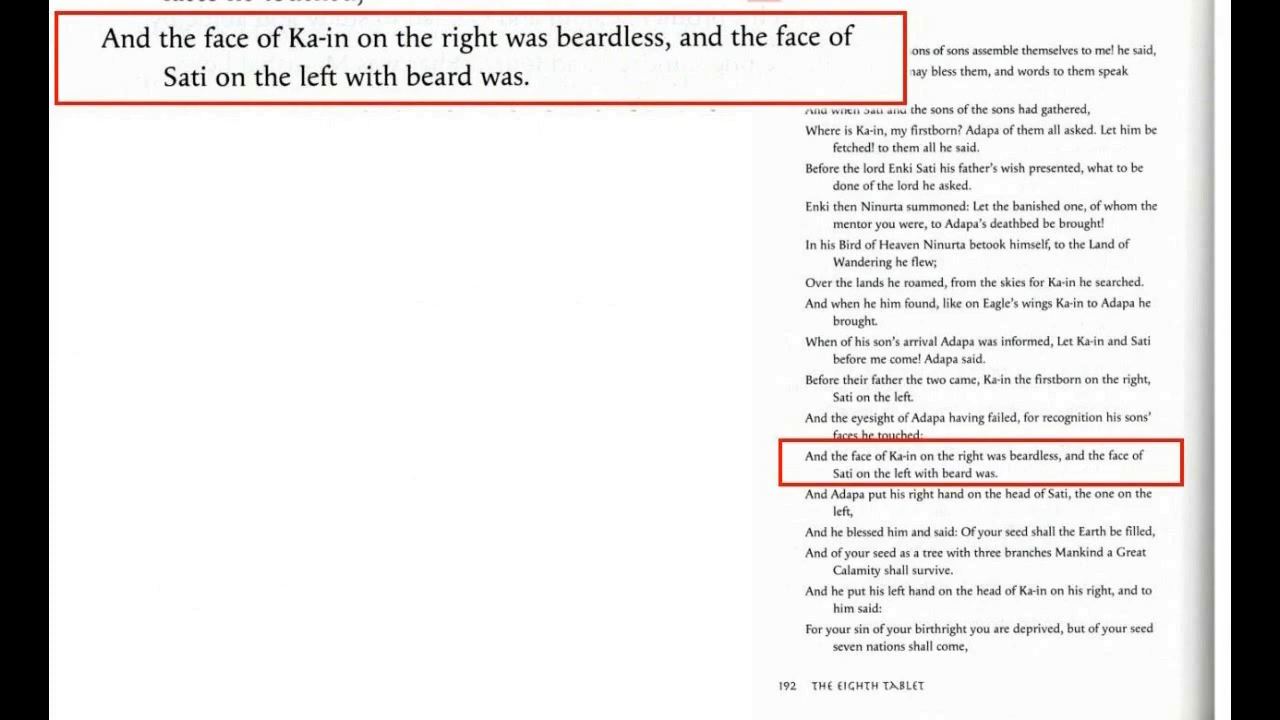 And the face of Ka-in on the right was beardless, and the face of
Sati on the left with beard was.
ons of sons assemble themselves to me! he said,
may bless them, and words to them speak
And when Sati and the sons of the sons had gathered,
Where is Ka-in, my firstborn? Adapa of them all asked. Let him be
fetched! to them all he said.
Before the lord Enki Sati his father's wish presented, what to be
done of the lord he asked.
Enki then Ninurta summoned: Let the banished one, of whom the
mentor you were, to Adapa's deathbed be brought!
In his Bird of Heaven Ninurta betook himself, to the Land of
Wandering he flew;
Over the lands he roamed, from the skies for Ka-in he searched.
And when he him found, like on Eagle's wings Ka-in to Adapa he
brought.
When of his son's arrival Adapa was informed, Let Ka-in and Sati
before me come! Adapa said.
Before their father the two came, Ka-in the firstborn on the right,
Sati on the left.
And the eyesight of Adapa having failed, for recognition his sons'
faces he touched;
And the face of Ka-in on the right was beardless, and the face of
Sati on the left with beard was.
And Adapa put his right hand on the head of Sati, the one on the
left,
And he blessed him and said: Of your seed shall the Earth be filled,
And of your seed as a tree with three branches Mankind a Great
Calamity shall survive.
And he put his left hand on the head of Ka-in on his right, and to
him said:
For your sin of your birthright you are deprived, but of your seed
seven nations shall come,
192 THE EIGHTH TABLET